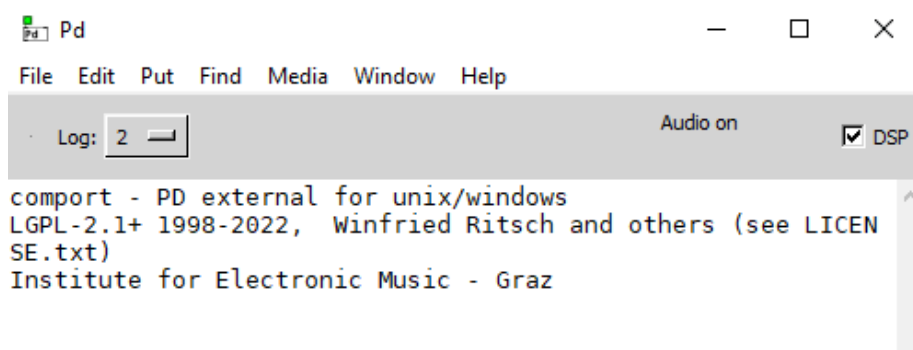 Pd
File Edit Put Find Media Window Help
Log: 2 Audio on DSP
comport - PD external for unix/windows
LGPL-2.1+ 1998-2022,  Winfried Ritsch and others (see LICEN
SE.txt)
Institute for Electronic Music - Graz